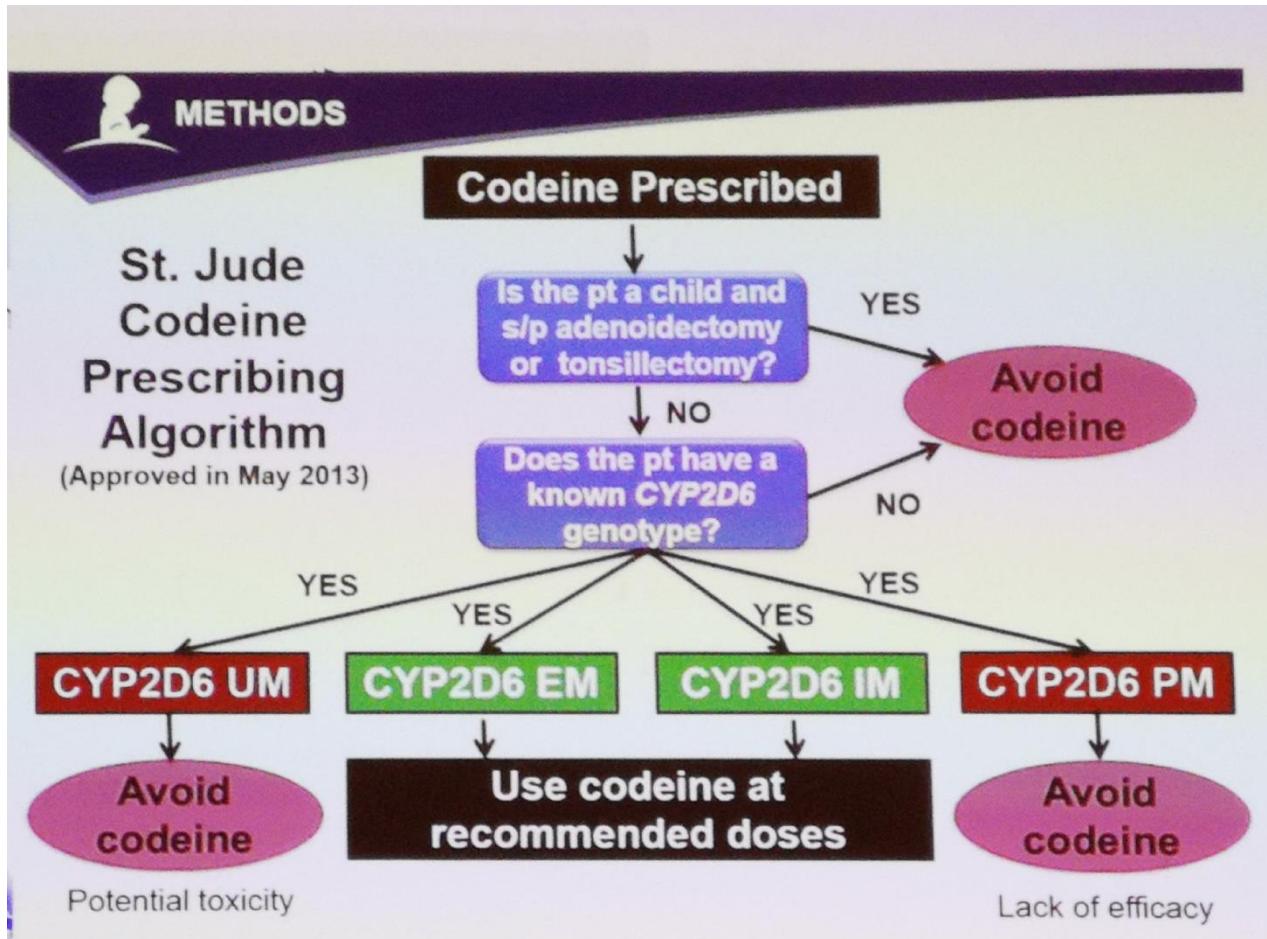 METHODS
Codeine Prescribed
St. Jude
Codeine
Prescribing
Algorithm
(Approved in May 2013)
Is the pt a child and
s/p adenoidectomy
or tonsillectomy?
YES
Avoid
codeine
NO
Does the pt have a
known CYP2D6
genotype?
NO
YES
YES
YES
YES
CYP2D6 UM
CYP2D6 EM
CYP2D6 IM
CYP2D6 PM
Avoid
codeine
Use codeine at
recommended doses
Avoid
codeine
Potential toxicity
Lack of efficacy